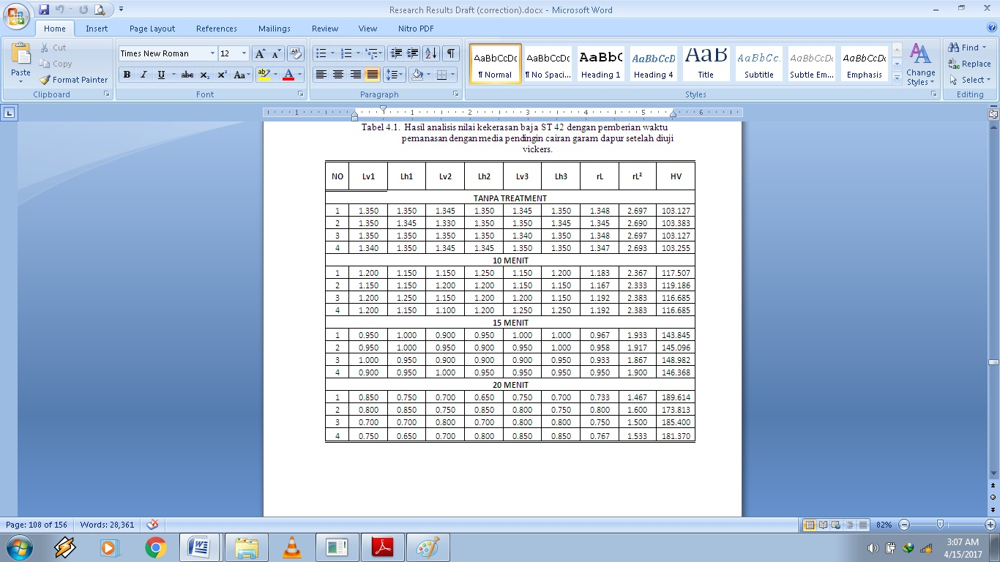 Research Results Draft (correction).docx - Microsoft Word
Home Insert Page Layout References Mailings Review View Nitro PDF
Paste
Cut
Copy
Format Painter
Clipboard
Times New Roman 12
B I U abc x₂ x² Aa
Font
Paragraph
AaBbCcDc AaBbCcDc AaBbC AaBbCcD AaB AaBbCc. AaBbCcDc AaBbCcDc
¶ Normal ¶ No Spaci... Heading 1 Heading 4 Title Subtitle Subtle Em... Emphasis
Change
Styles
Styles
Find
Replace
Select
Editing
1 1 2 3 4 5 6
Tabel 4.1. Hasil analisis nilai kekerasan baja ST 42 dengan pemberian waktu
pemanasan dengan media pendingin cairan garam dapur setelah diuji
vickers.
NO Lv1 Lh1 Lv2 Lh2 Lv3 Lh3 rL rL² HV
TANPA TREATMENT
1 1.350 1.350 1.345 1.350 1.345 1.350 1.348 2.697 103.127
2 1.350 1.345 1.330 1.350 1.350 1.345 1.345 2.690 103.383
3 1.350 1.350 1.350 1.350 1.340 1.350 1.348 2.697 103.127
4 1.340 1.350 1.345 1.345 1.350 1.350 1.347 2.693 103.255
10 MENIT
1 1.200 1.150 1.150 1.250 1.150 1.200 1.183 2.367 117.507
2 1.150 1.150 1.200 1.200 1.150 1.150 1.167 2.333 119.186
3 1.200 1.250 1.150 1.200 1.200 1.150 1.192 2.383 116.685
4 1.200 1.150 1.100 1.200 1.250 1.250 1.192 2.383 116.685
15 MENIT
1 0.950 1.000 0.900 0.950 1.000 1.000 0.967 1.933 143.845
2 0.950 1.000 0.950 0.900 0.950 1.000 0.958 1.917 145.096
3 1.000 0.950 0.900 0.900 0.900 0.950 0.933 1.867 148.982
4 0.900 0.950 1.000 0.950 0.950 0.950 0.950 1.900 146.368
20 MENIT
1 0.850 0.750 0.700 0.650 0.750 0.700 0.733 1.467 189.614
2 0.800 0.850 0.750 0.850 0.800 0.750 0.800 1.600 173.813
3 0.700 0.700 0.800 0.700 0.800 0.800 0.750 1.500 185.400
4 0.750 0.650 0.700 0.800 0.850 0.850 0.767 1.533 181.370
Page: 108 of 156 Words: 28,361 82%
3:07 AM
4/15/2017